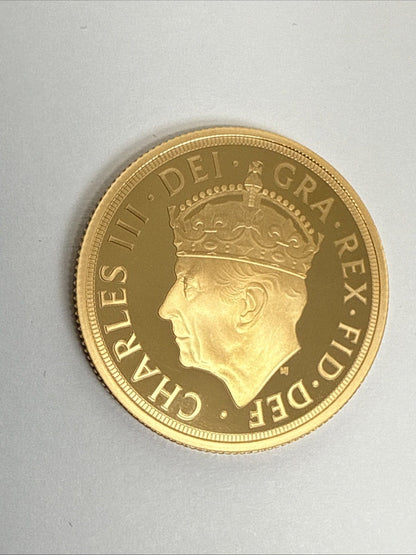 · CHARLES III · DEI · GRA · REX · FID · DEF ·